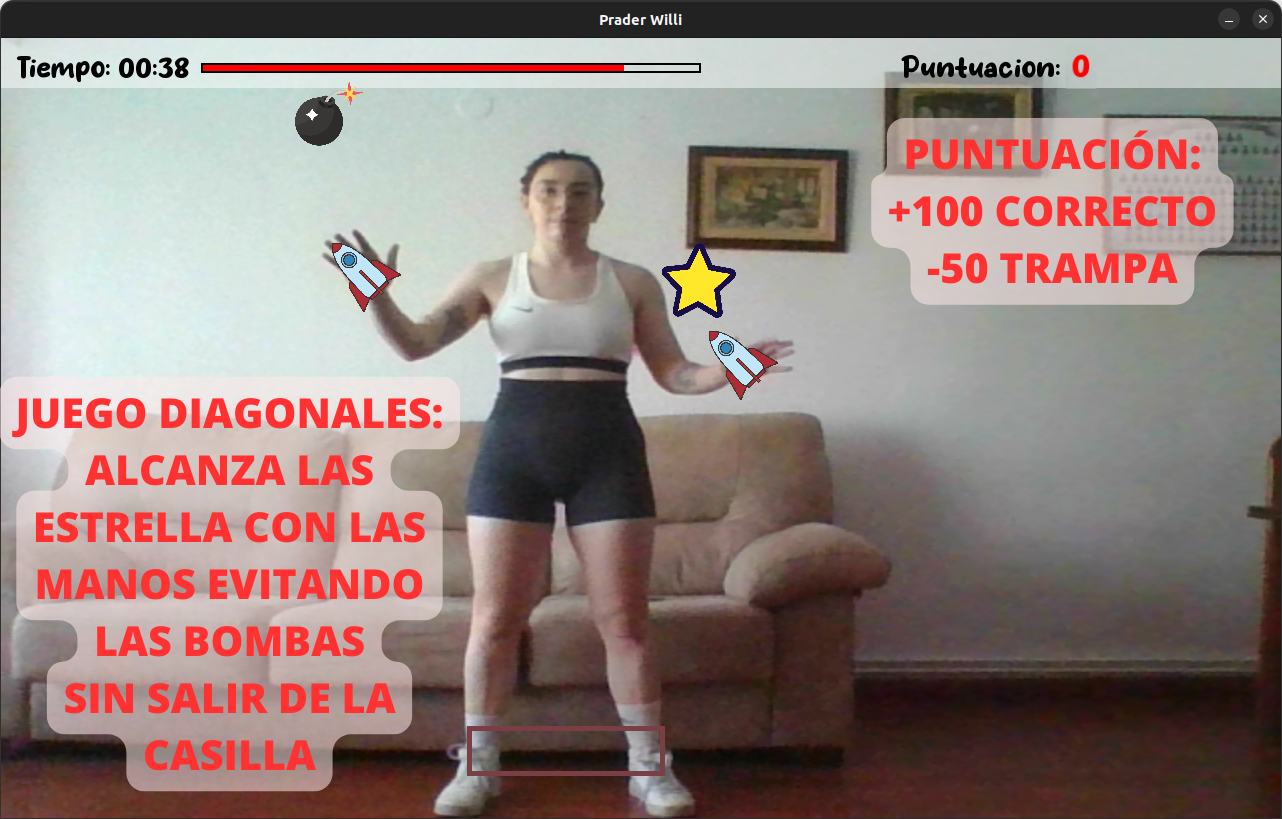 Prader Willi
Tiempo: 00:38
Puntuacion: 0
PUNTUACIÓN:
+100 CORRECTO
-50 TRAMPA
JUEGO DIAGONALES:
ALCANZA LAS
ESTRELLA CON LAS
MANOS EVITANDO
LAS BOMBAS
SIN SALIR DE LA
CASILLA